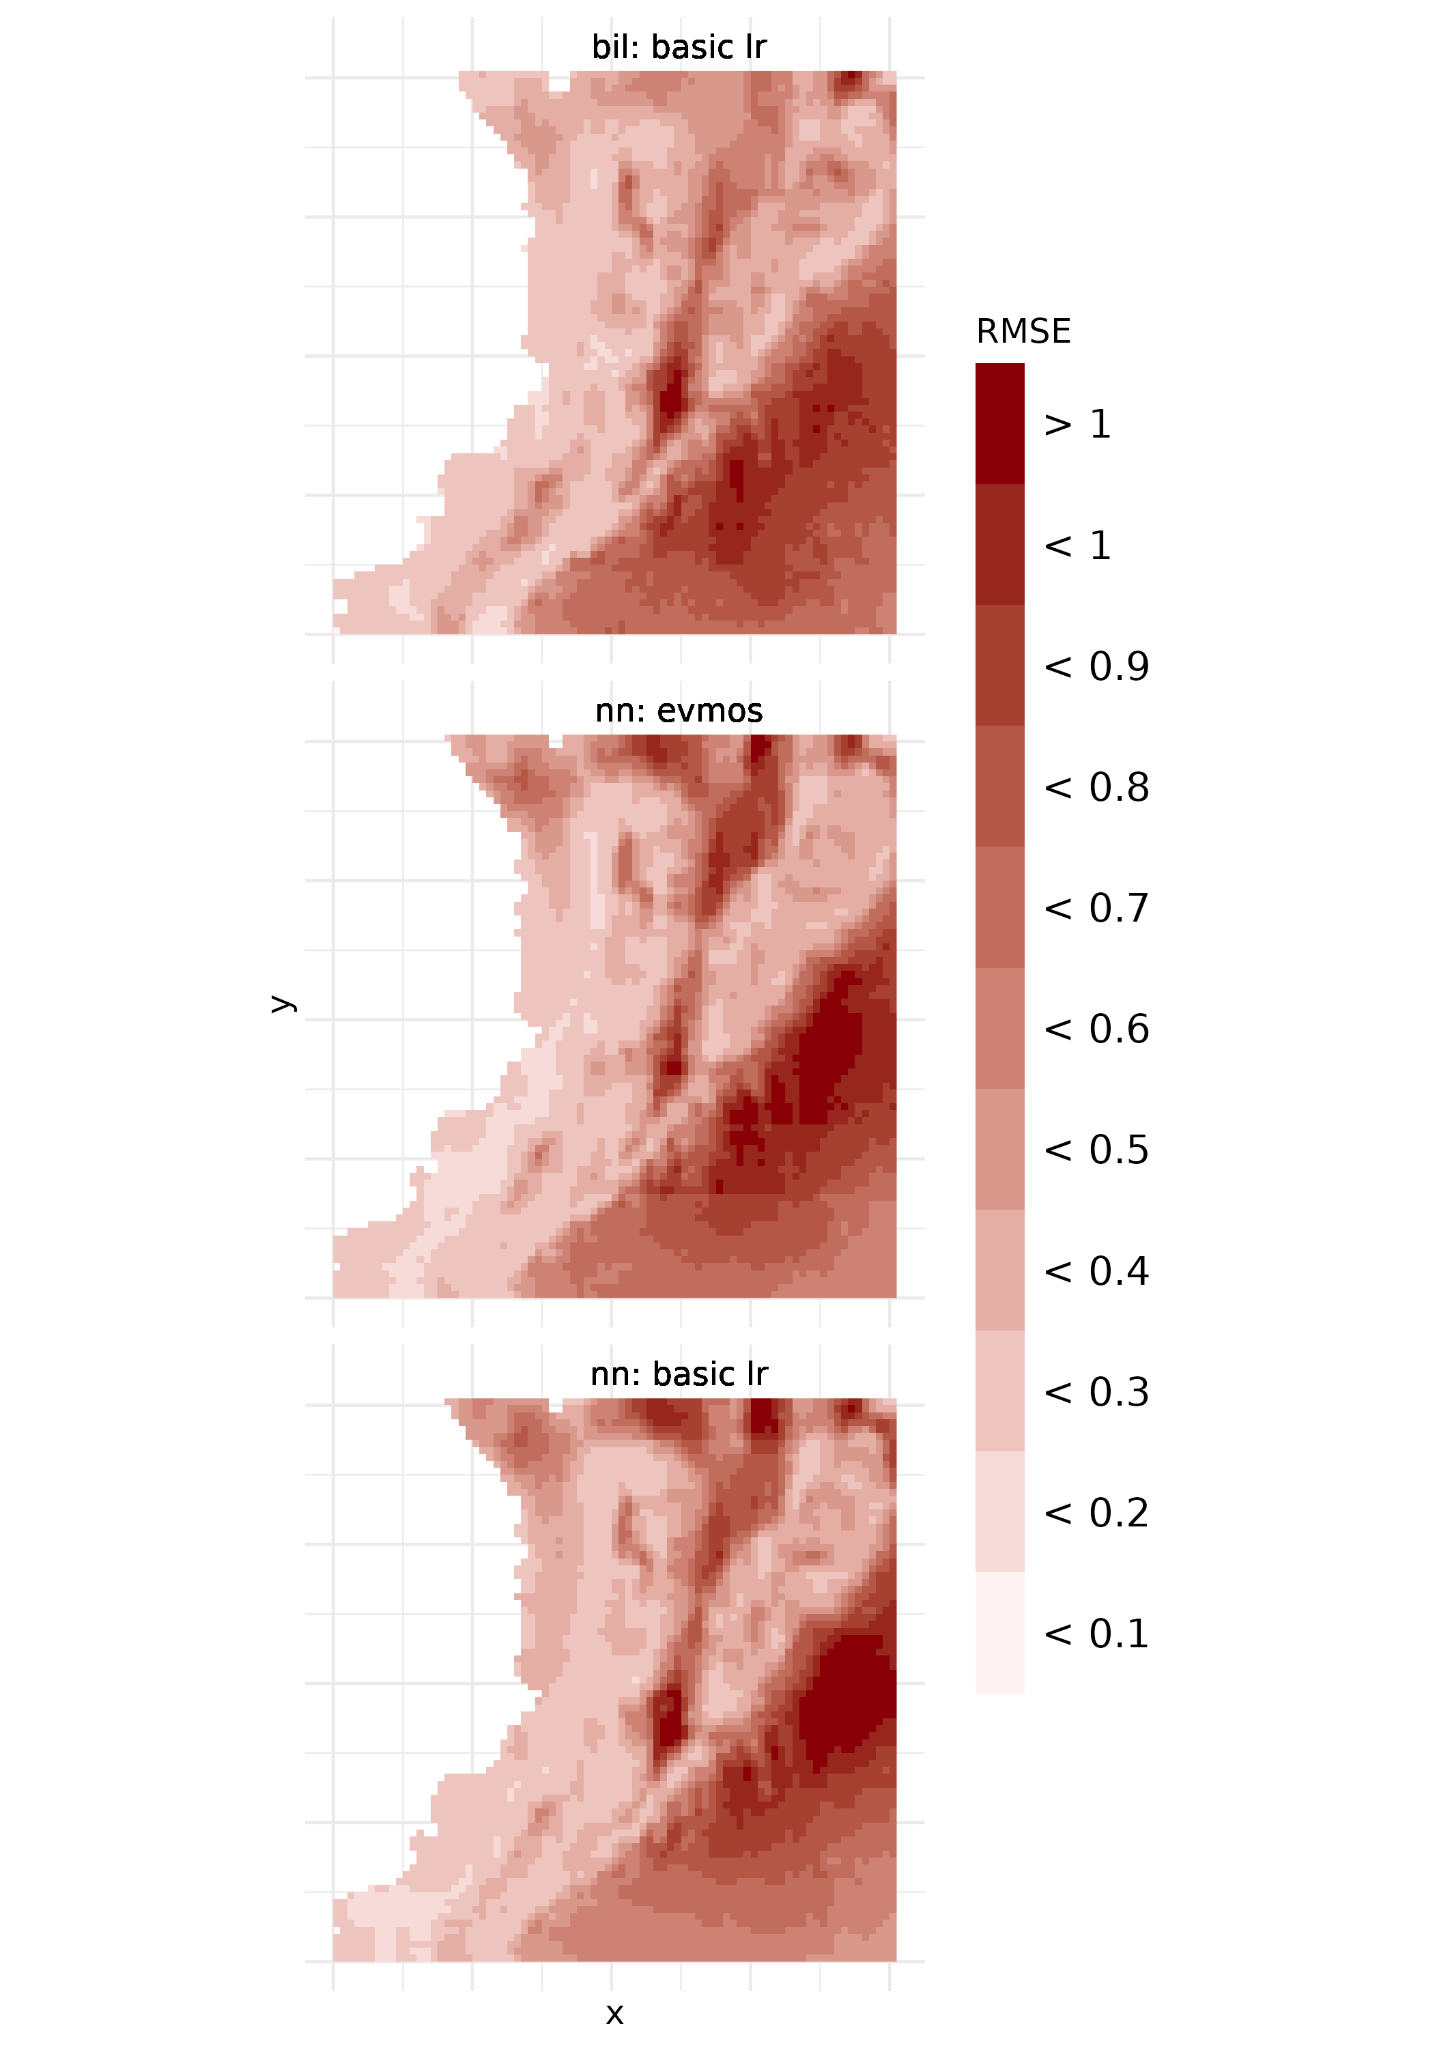 bil: basic lr
nn: evmos
nn: basic lr
y
x
RMSE
> 1
< 1
< 0.9
< 0.8
< 0.7
< 0.6
< 0.5
< 0.4
< 0.3
< 0.2
< 0.1